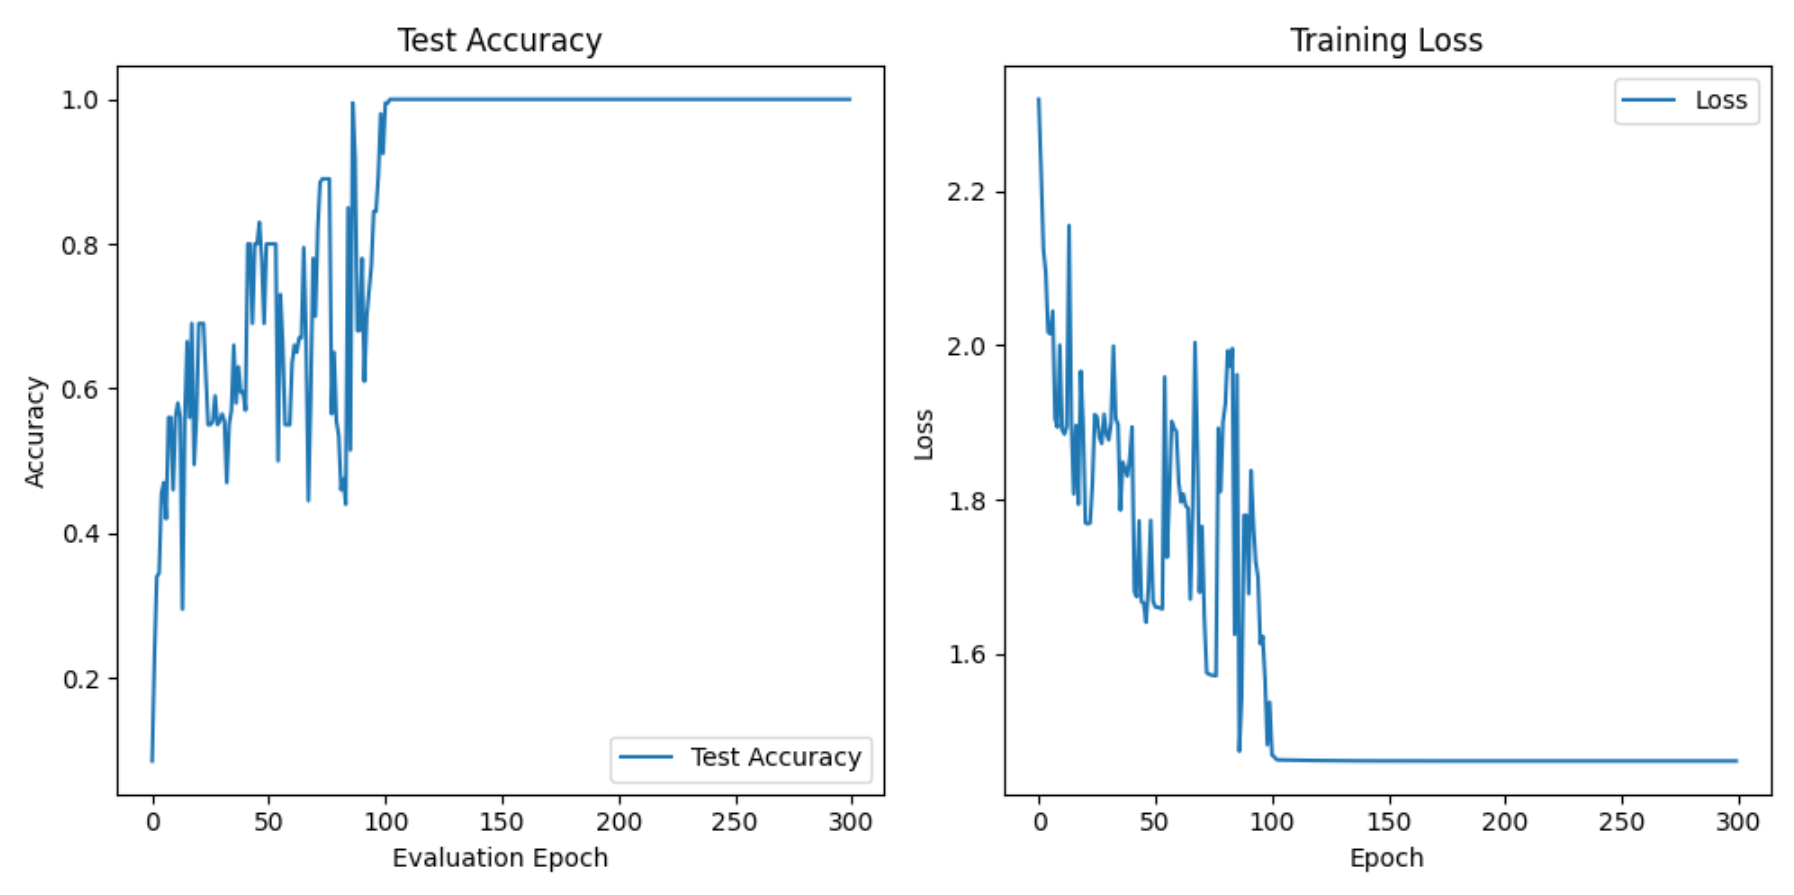 Test Accuracy
1.0
0.8
0.6
0.4
0.2
Accuracy
Test Accuracy
0 50 100 150 200 250 300
Evaluation Epoch
Training Loss
Loss
2.2
2.0
1.8
1.6
Loss
0 50 100 150 200 250 300
Epoch